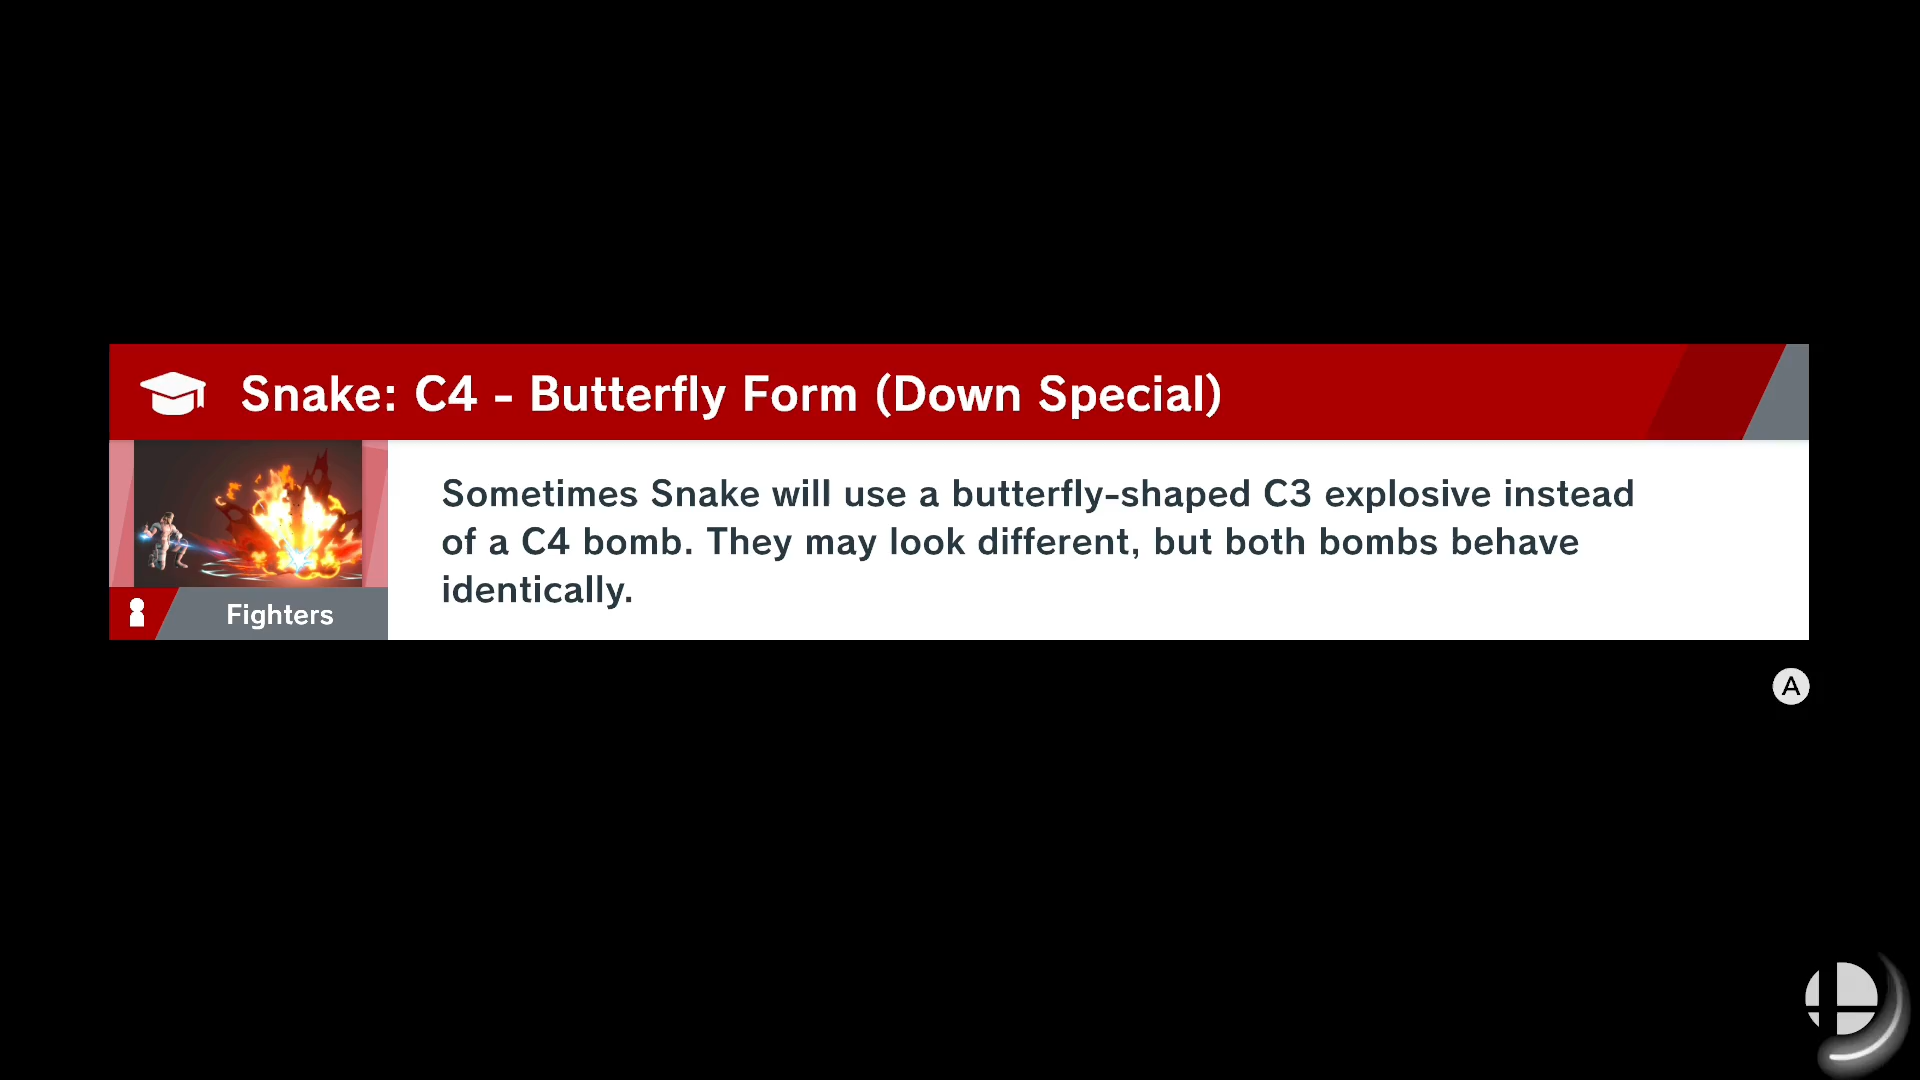 Snake: C4 - Butterfly Form (Down Special)
Sometimes Snake will use a butterfly-shaped C3 explosive instead
of a C4 bomb. They may look different, but both bombs behave
identically.
Fighters
A